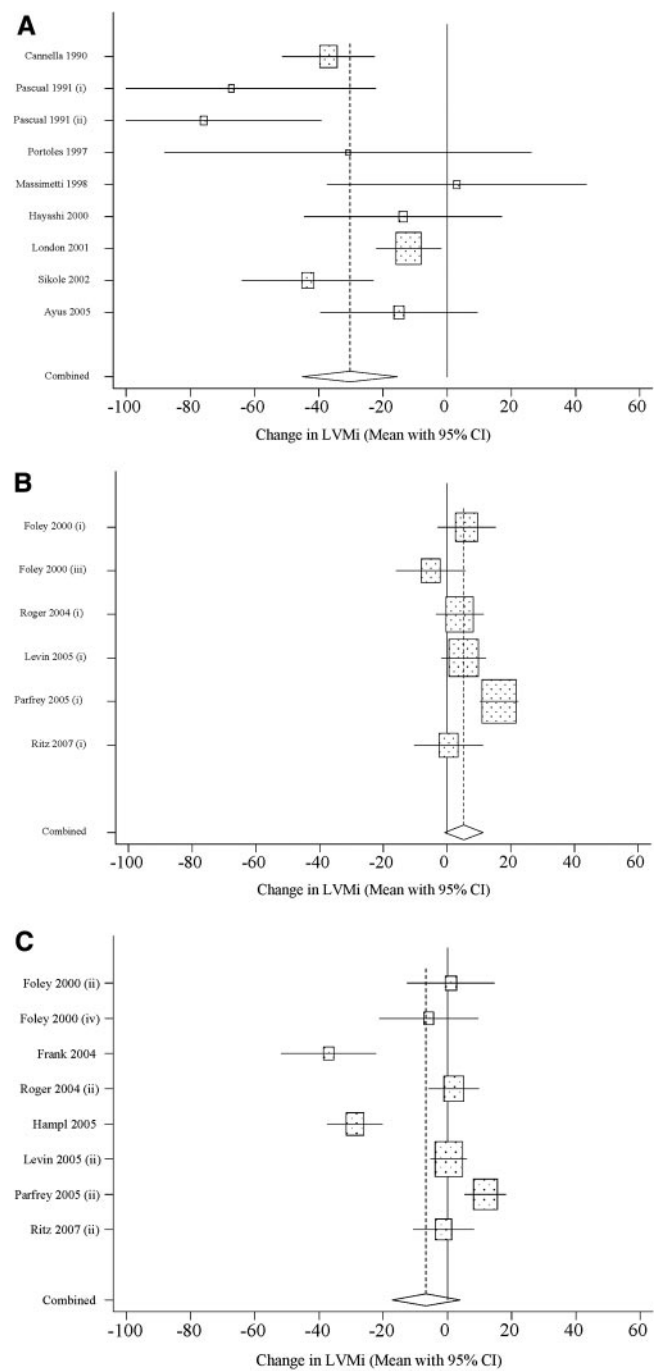 A
Cannella 1990
Pascual 1991 (i)
Pascual 1991 (ii)
Portoles 1997
Massimetti 1998
Hayashi 2000
London 2001
Sikole 2002
Ayus 2005
Combined
-100 -80 -60 -40 -20 0 20 40 60
Change in LVMi (Mean with 95% CI)
B
Foley 2000 (i)
Foley 2000 (iii)
Roger 2004 (i)
Levin 2005 (i)
Parfrey 2005 (i)
Ritz 2007 (i)
Combined
-100 -80 -60 -40 -20 0 20 40 60
Change in LVMi (Mean with 95% CI)
C
Foley 2000 (ii)
Foley 2000 (iv)
Frank 2004
Roger 2004 (ii)
Hampl 2005
Levin 2005 (ii)
Parfrey 2005 (ii)
Ritz 2007 (ii)
Combined
-100 -80 -60 -40 -20 0 20 40 60
Change in LVMi (Mean with 95% CI)